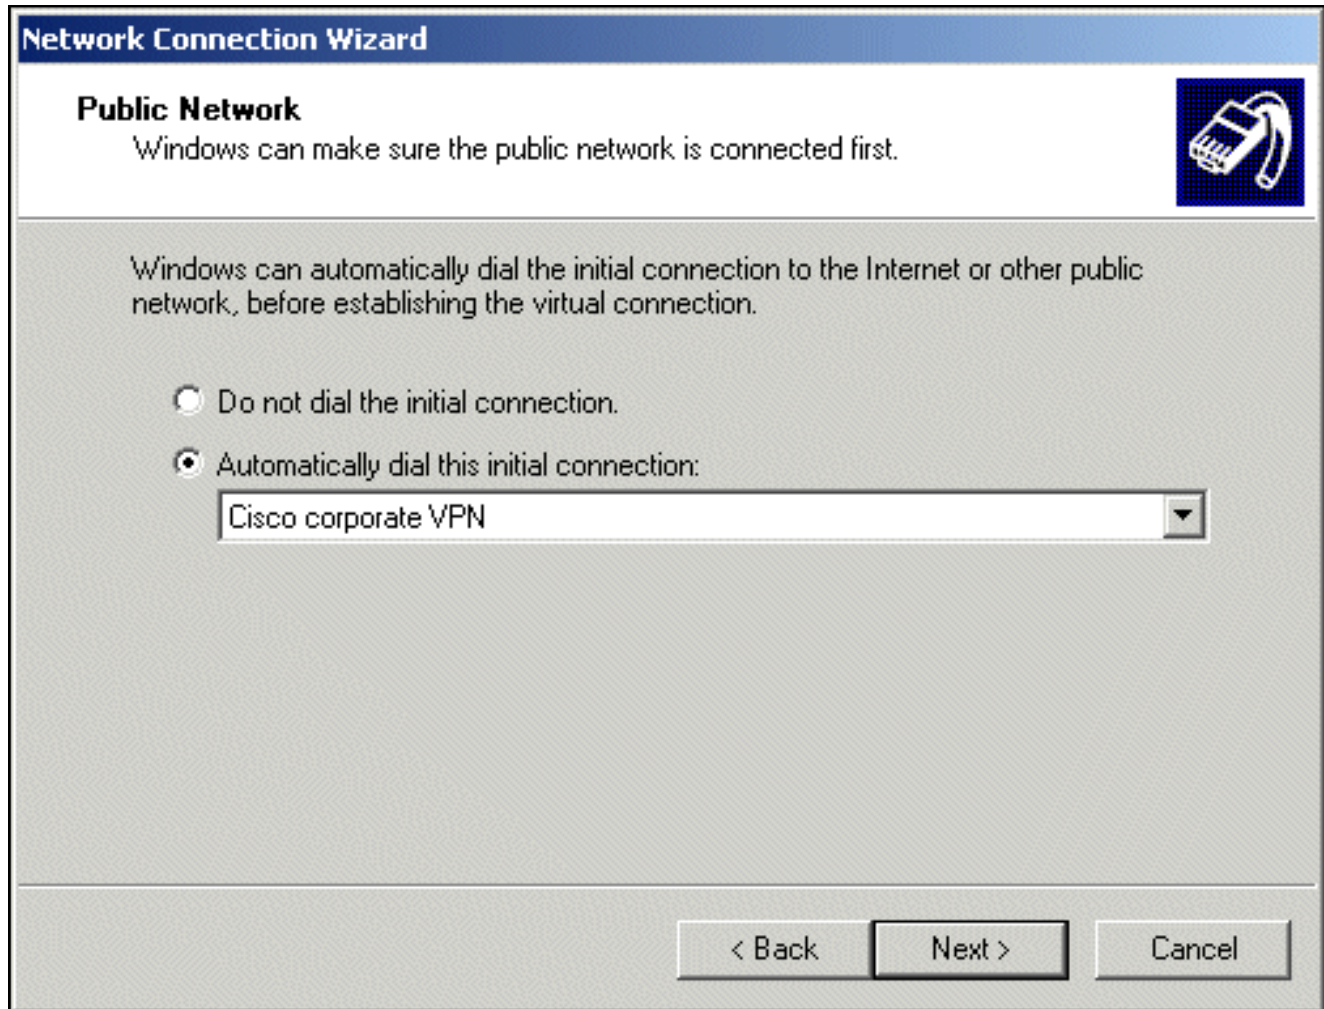 Network Connection Wizard
Public Network
Windows can make sure the public network is connected first.
Windows can automatically dial the initial connection to the Internet or other public
network, before establishing the virtual connection.
Do not dial the initial connection.
Automatically dial this initial connection:
Cisco corporate VPN
< Back Next > Cancel